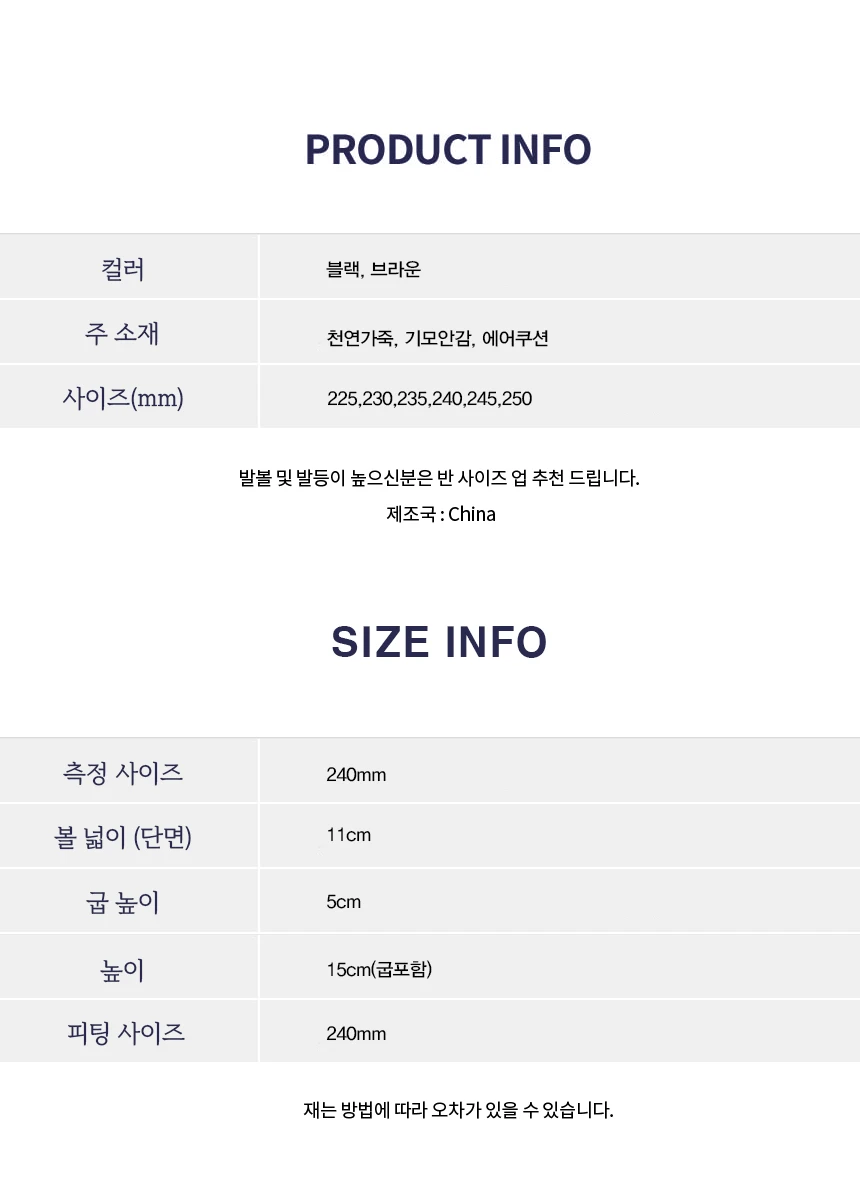 PRODUCT INFO
컬러 블랙, 브라운
주 소재 천연가죽, 기모안감, 에어쿠션
사이즈(mm) 225,230,235,240,245,250
발볼 및 발등이 높으신분은 반 사이즈 업 추천 드립니다.
제조국 : China
SIZE INFO
측정 사이즈 240mm
볼 넓이 (단면) 11cm
굽 높이 5cm
높이 15cm(굽포함)
피팅 사이즈 240mm
재는 방법에 따라 오차가 있을 수 있습니다.